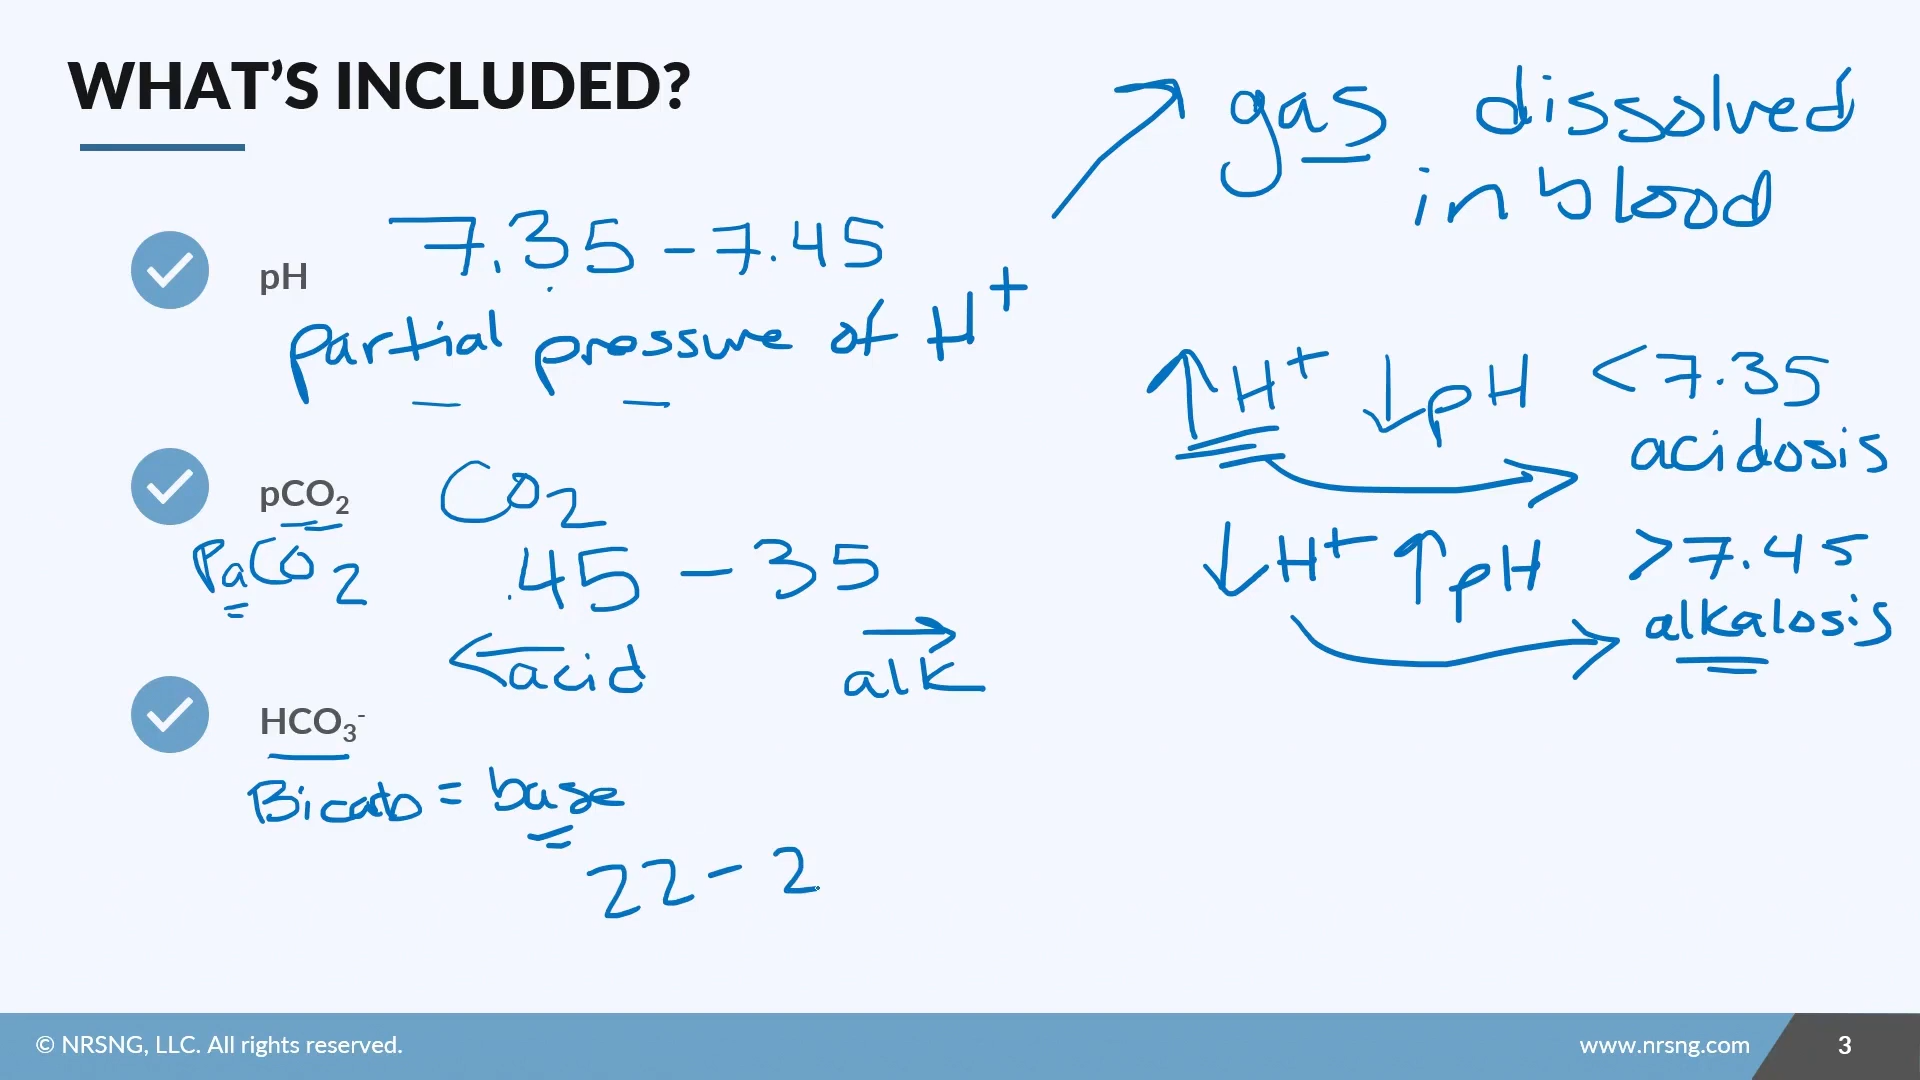 WHAT'S INCLUDED?
gas dissolved
in blood
pH 7.35 - 7.45
partial pressure of H+
↑H+ ↓pH <7.35
acidosis
pCO2 CO2
PaCO2 45 - 35
↓H+ ↑pH >7.45
alkalosis
acid alk
HCO3-
Bicarb = base
22 - 2
© NRSNG, LLC. All rights reserved.
www.nrsng.com 3